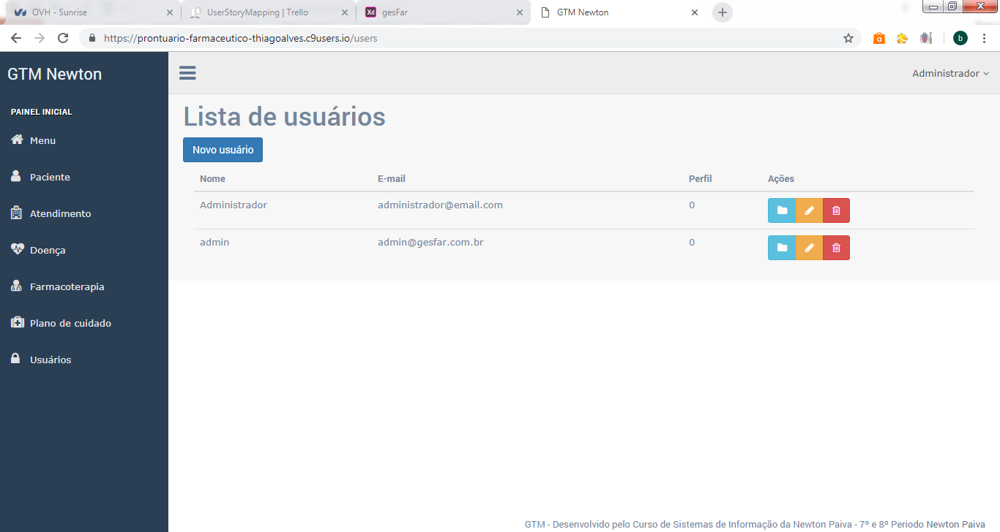 OVH - Sunrise
UserStoryMapping | Trello
Xd gesFar
GTM Newton
https://prontuario-farmaceutico-thiagoalves.c9users.io/users
a
b
GTM Newton
Administrador
PAINEL INICIAL
Menu
Paciente
Atendimento
Doença
Farmacoterapia
Plano de cuidado
Usuários
Lista de usuários
Novo usuário
Nome E-mail Perfil Ações
Administrador administrador@email.com 0
admin admin@gesfar.com.br 0
GTM - Desenvolvido pelo Curso de Sistemas de Informação da Newton Paiva - 7º e 8º Periodo Newton Paiva